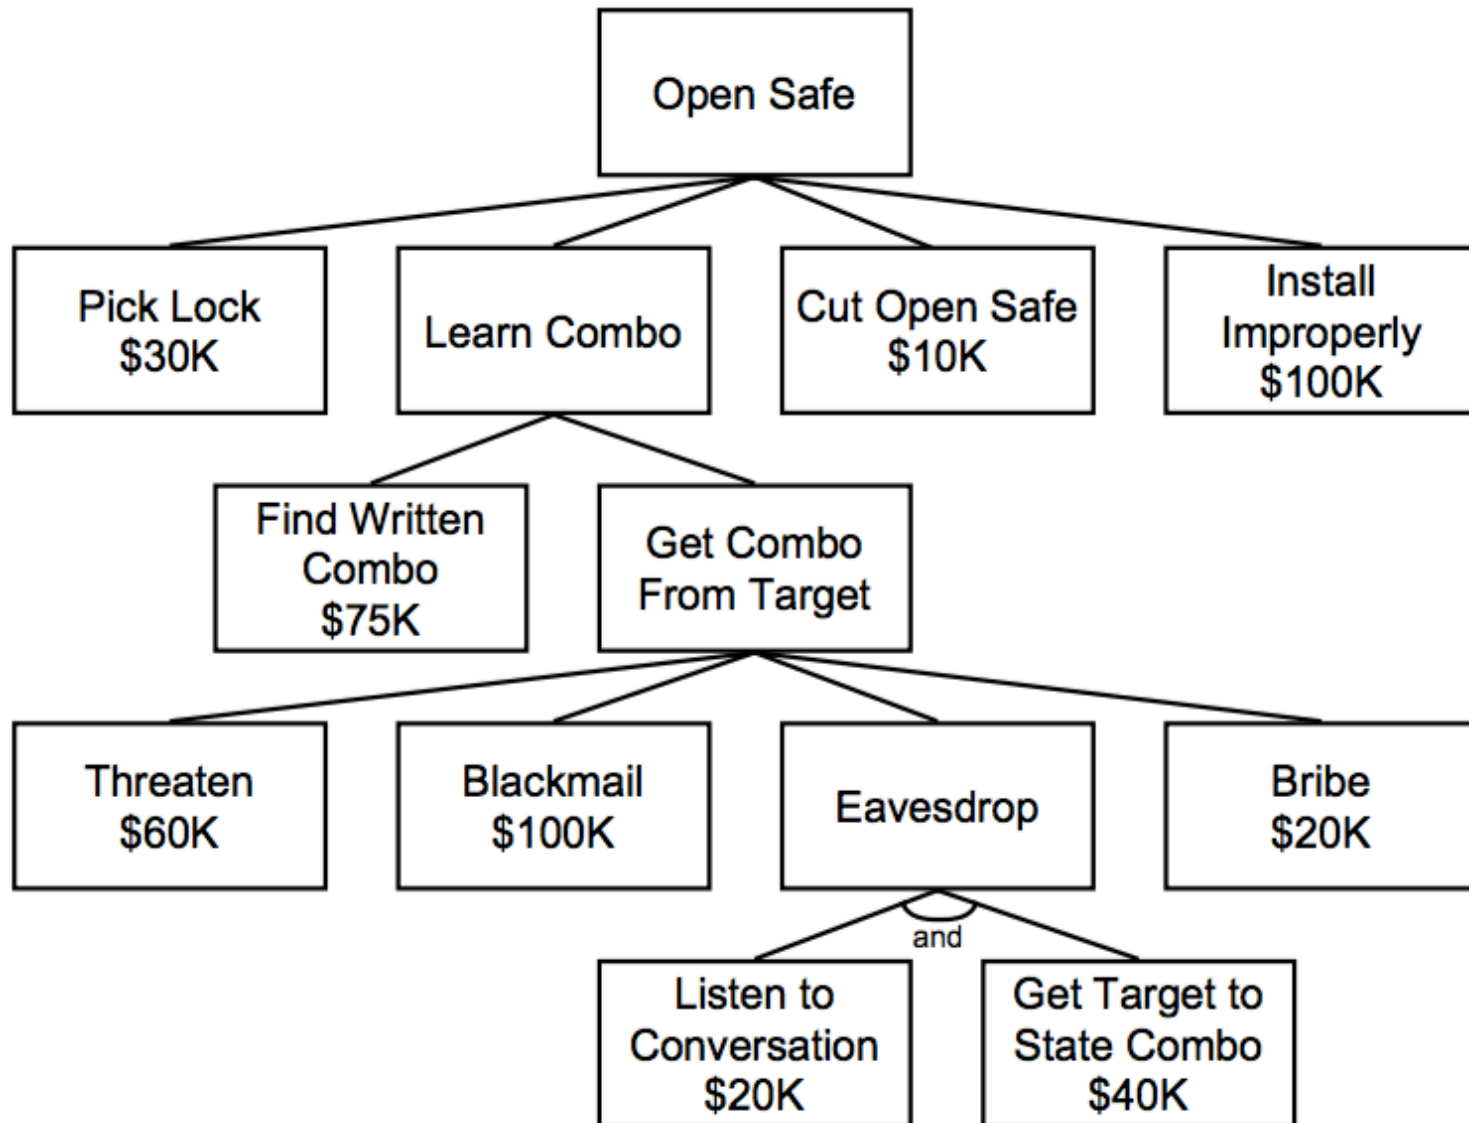 Open Safe
Pick Lock
$30K
Learn Combo
Cut Open Safe
$10K
Install
Improperly
$100K
Find Written
Combo
$75K
Get Combo
From Target
Threaten
$60K
Blackmail
$100K
Eavesdrop
Bribe
$20K
and
Listen to
Conversation
$20K
Get Target to
State Combo
$40K